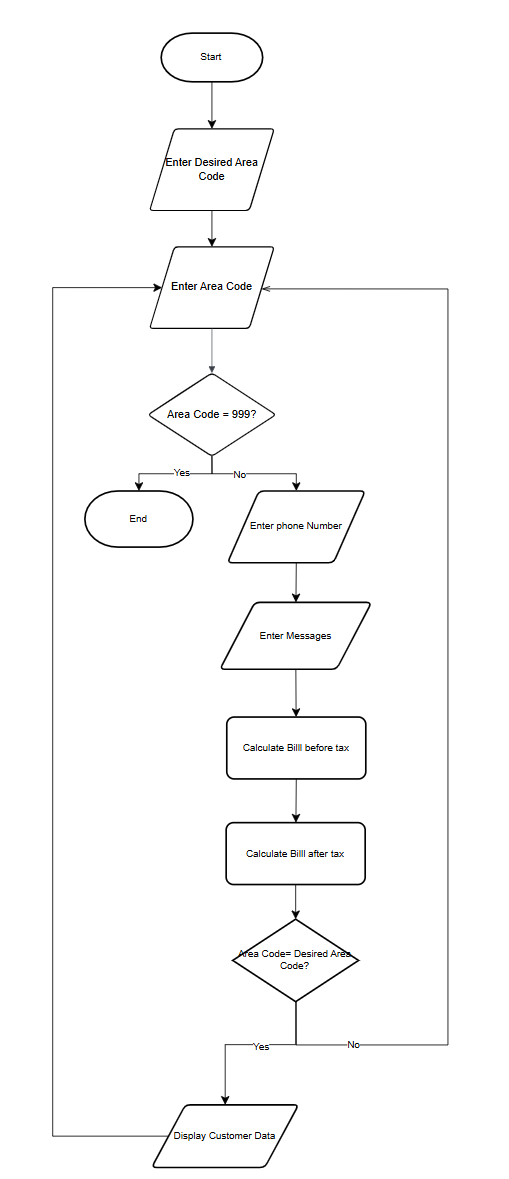 Start
Enter Desired Area
Code
Enter Area Code
Area Code = 999?
Yes
No
End
Enter phone Number
Enter Messages
Calculate Billl before tax
Calculate Billl after tax
Area Code= Desired Area
Code?
Yes
No
Display Customer Data